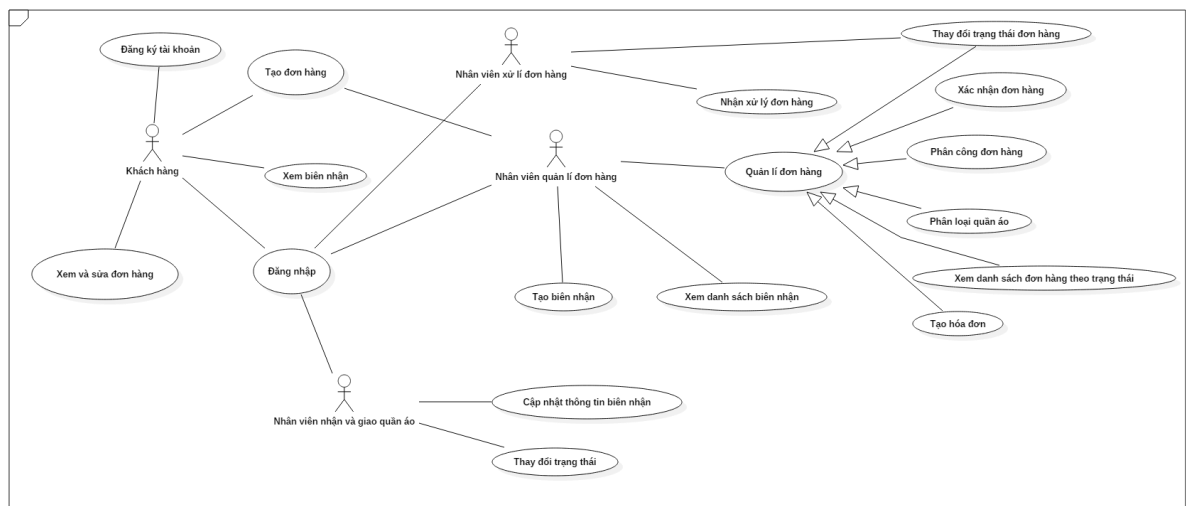 Đăng ký tài khoản
Tạo đơn hàng
Nhân viên xử lí đơn hàng
Thay đổi trạng thái đơn hàng
Nhận xử lý đơn hàng
Xác nhận đơn hàng
Khách hàng
Xem biên nhận
Nhân viên quản lí đơn hàng
Quản lí đơn hàng
Phân công đơn hàng
Phân loại quần áo
Xem và sửa đơn hàng
Đăng nhập
Tạo biên nhận
Xem danh sách biên nhận
Xem danh sách đơn hàng theo trạng thái
Tạo hóa đơn
Nhân viên nhận và giao quần áo
Cập nhật thông tin biên nhận
Thay đổi trạng thái